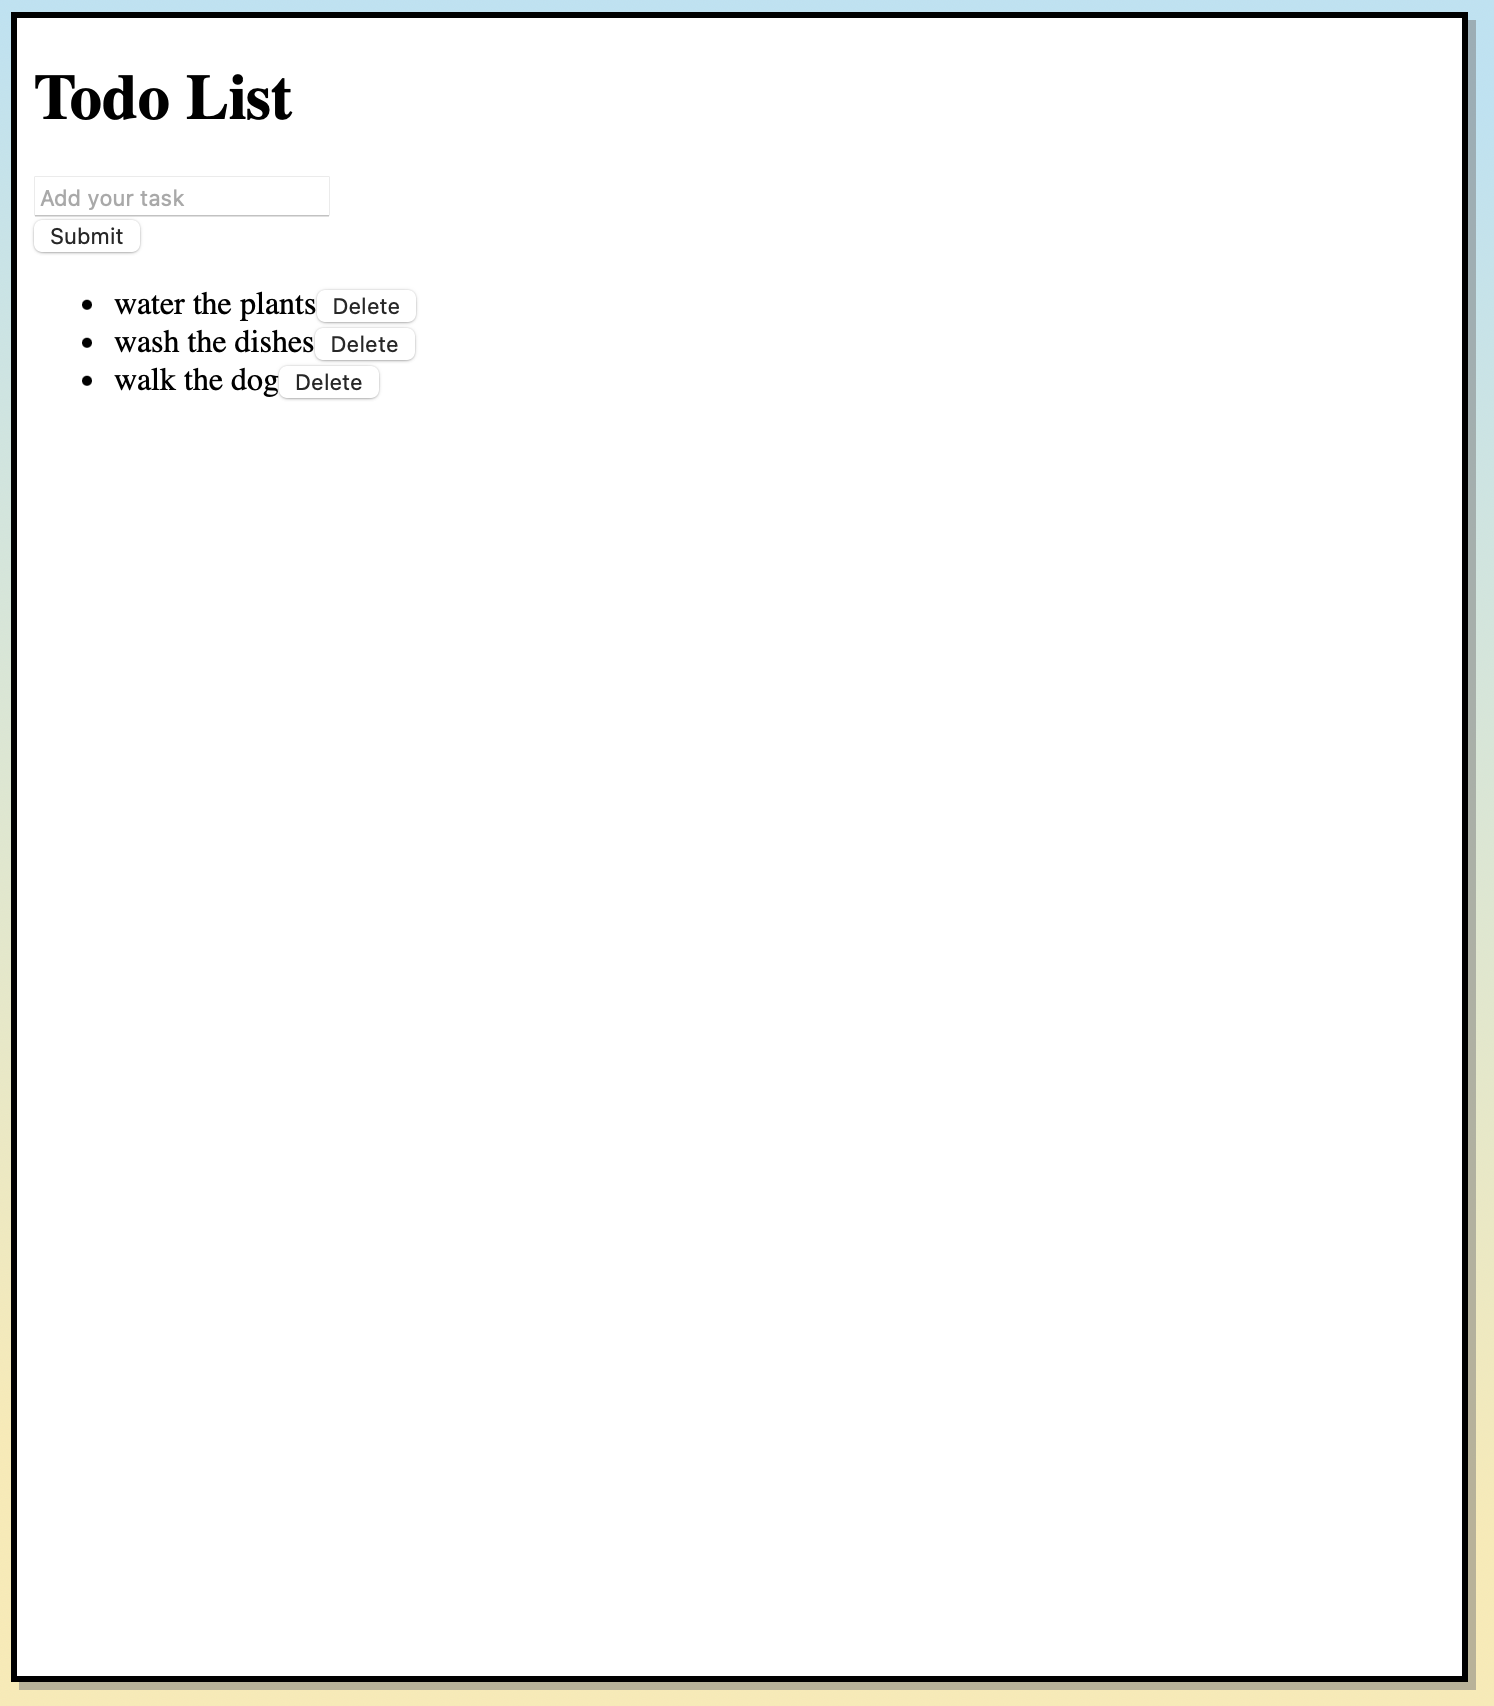 Todo List
Add your task
Submit
water the plants Delete
wash the dishes Delete
walk the dog Delete